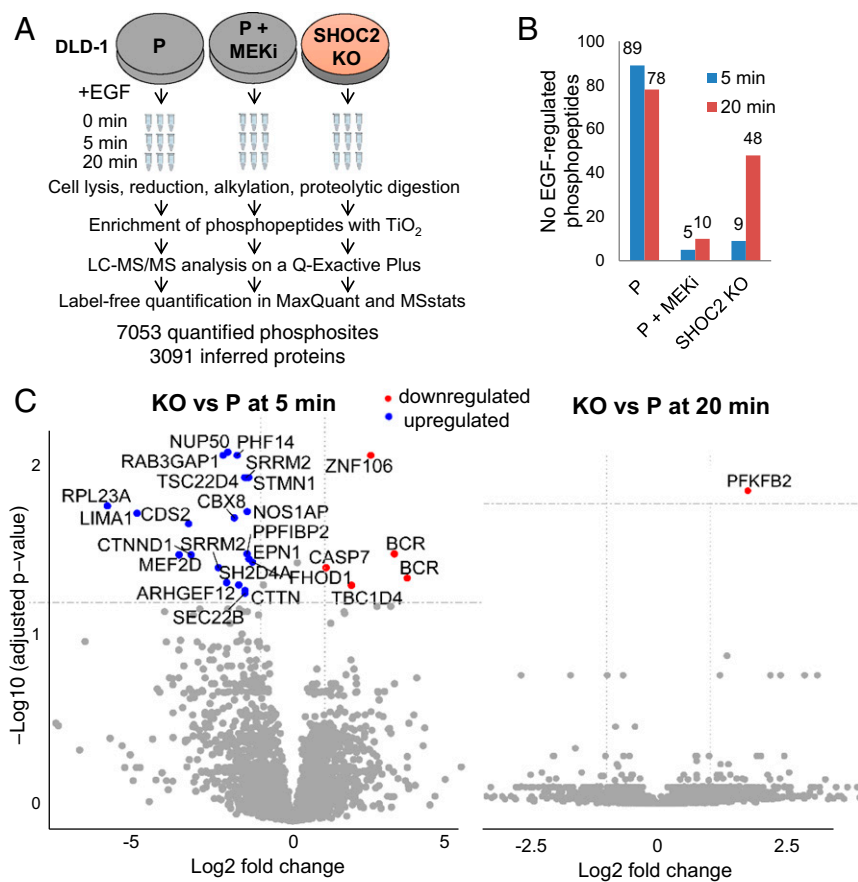 A
DLD-1
P
P +
MEKi
SHOC2
KO
+EGF
0 min
5 min
20 min
Cell lysis, reduction, alkylation, proteolytic digestion
Enrichment of phosphopeptides with TiO2
LC-MS/MS analysis on a Q-Exactive Plus
Label-free quantification in MaxQuant and MSstats
7053 quantified phosphosites
3091 inferred proteins
B
No EGF-regulated
phosphopeptides
100
80
60
40
20
0
89
78
5
10
9
48
5 min
20 min
P
P + MEKi
SHOC2 KO
C
KO vs P at 5 min
downregulated
upregulated
KO vs P at 20 min
−Log10 (adjusted p-value)
2
1
0
NUP50
PHF14
RAB3GAP1
SRRM2
ZNF106
TSC22D4
STMN1
RPL23A
CBX8
NOS1AP
LIMA1
CDS2
PPFIBP2
CTNND1
SRRM2
EPN1
CASP7
BCR
MEF2D
SH2D4A
FHOD1
BCR
ARHGEF12
CTTN
TBC1D4
SEC22B
-5
0
5
Log2 fold change
PFKFB2
-2.5
0
2.5
Log2 fold change